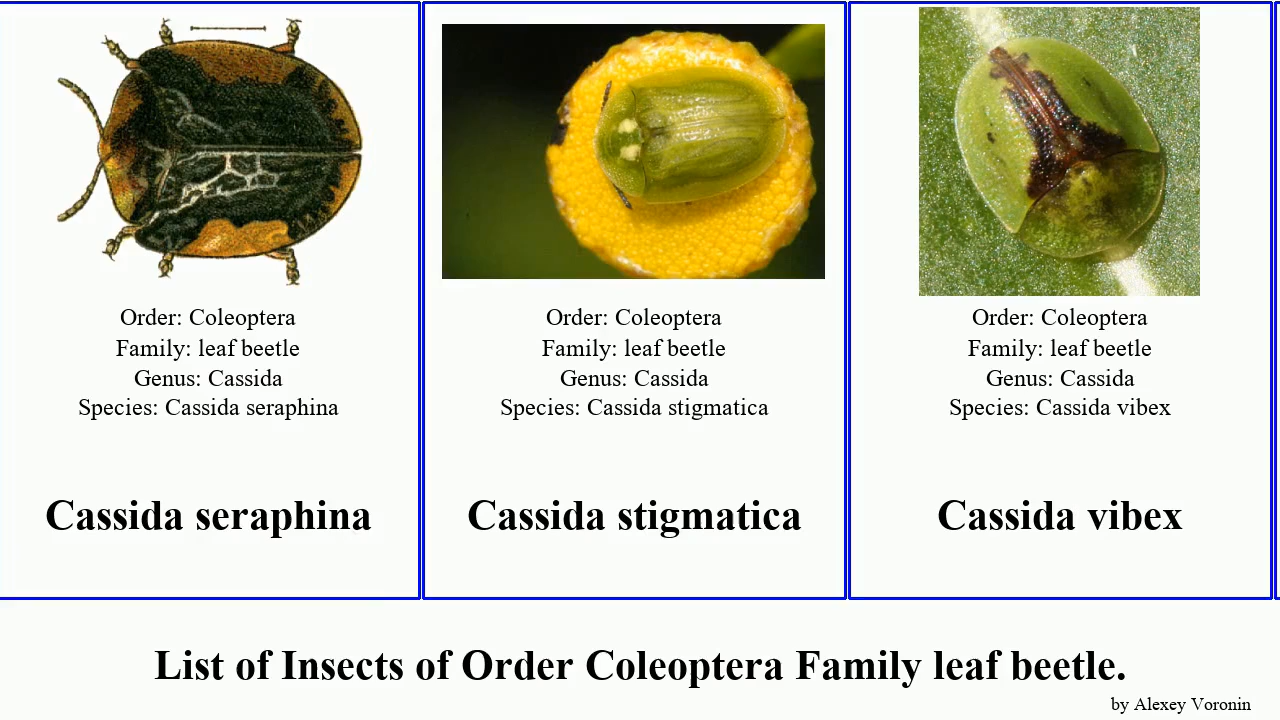 Order: Coleoptera
Family: leaf beetle
Genus: Cassida
Species: Cassida seraphina
Cassida seraphina
Order: Coleoptera
Family: leaf beetle
Genus: Cassida
Species: Cassida stigmatica
Cassida stigmatica
Order: Coleoptera
Family: leaf beetle
Genus: Cassida
Species: Cassida vibex
Cassida vibex
List of Insects of Order Coleoptera Family leaf beetle.
by Alexey Voronin